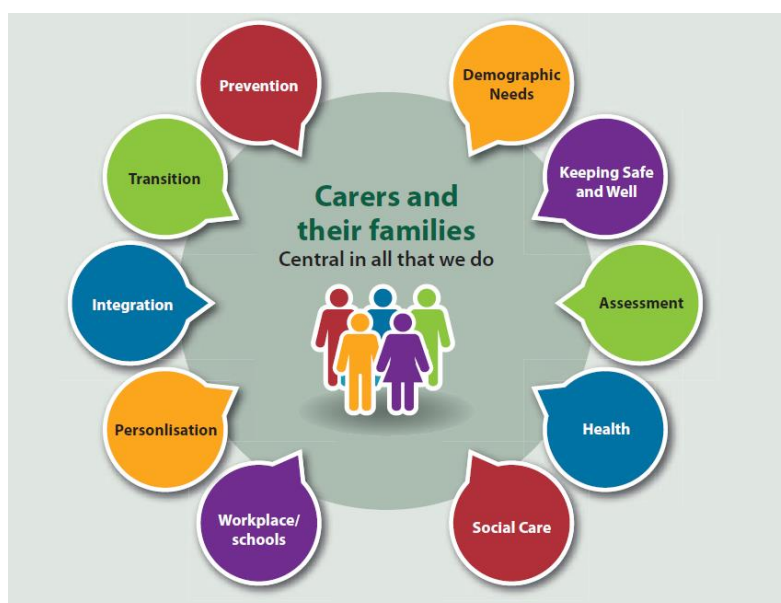 Prevention
Demographic
Needs
Transition
Keeping Safe
and Well
Carers and
their families
Central in all that we do
Integration
Assessment
Personlisation
Health
Workplace/
schools
Social Care